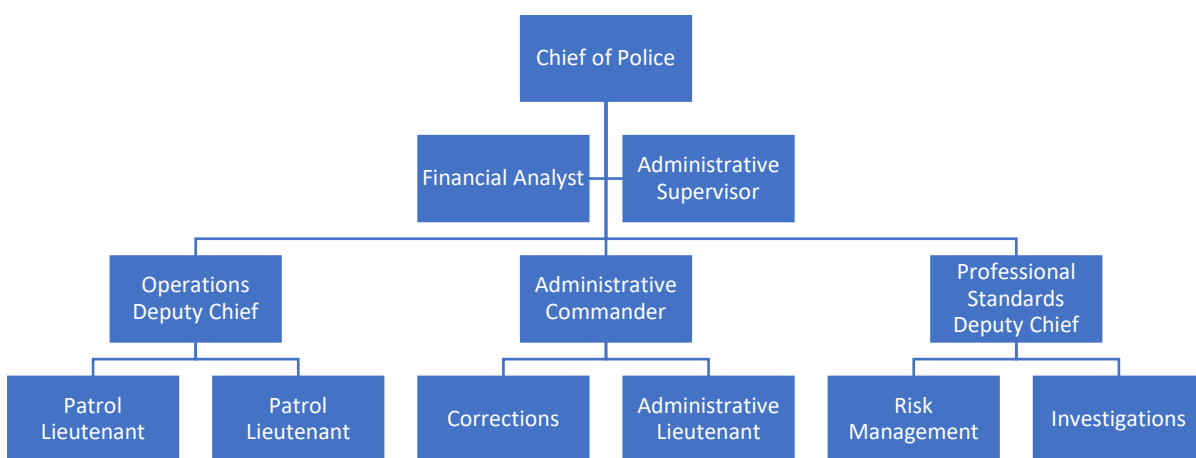 Chief of Police
Financial Analyst
Administrative
Supervisor
Operations
Deputy Chief
Administrative
Commander
Professional
Standards
Deputy Chief
Patrol
Lieutenant
Patrol
Lieutenant
Corrections
Administrative
Lieutenant
Risk
Management
Investigations